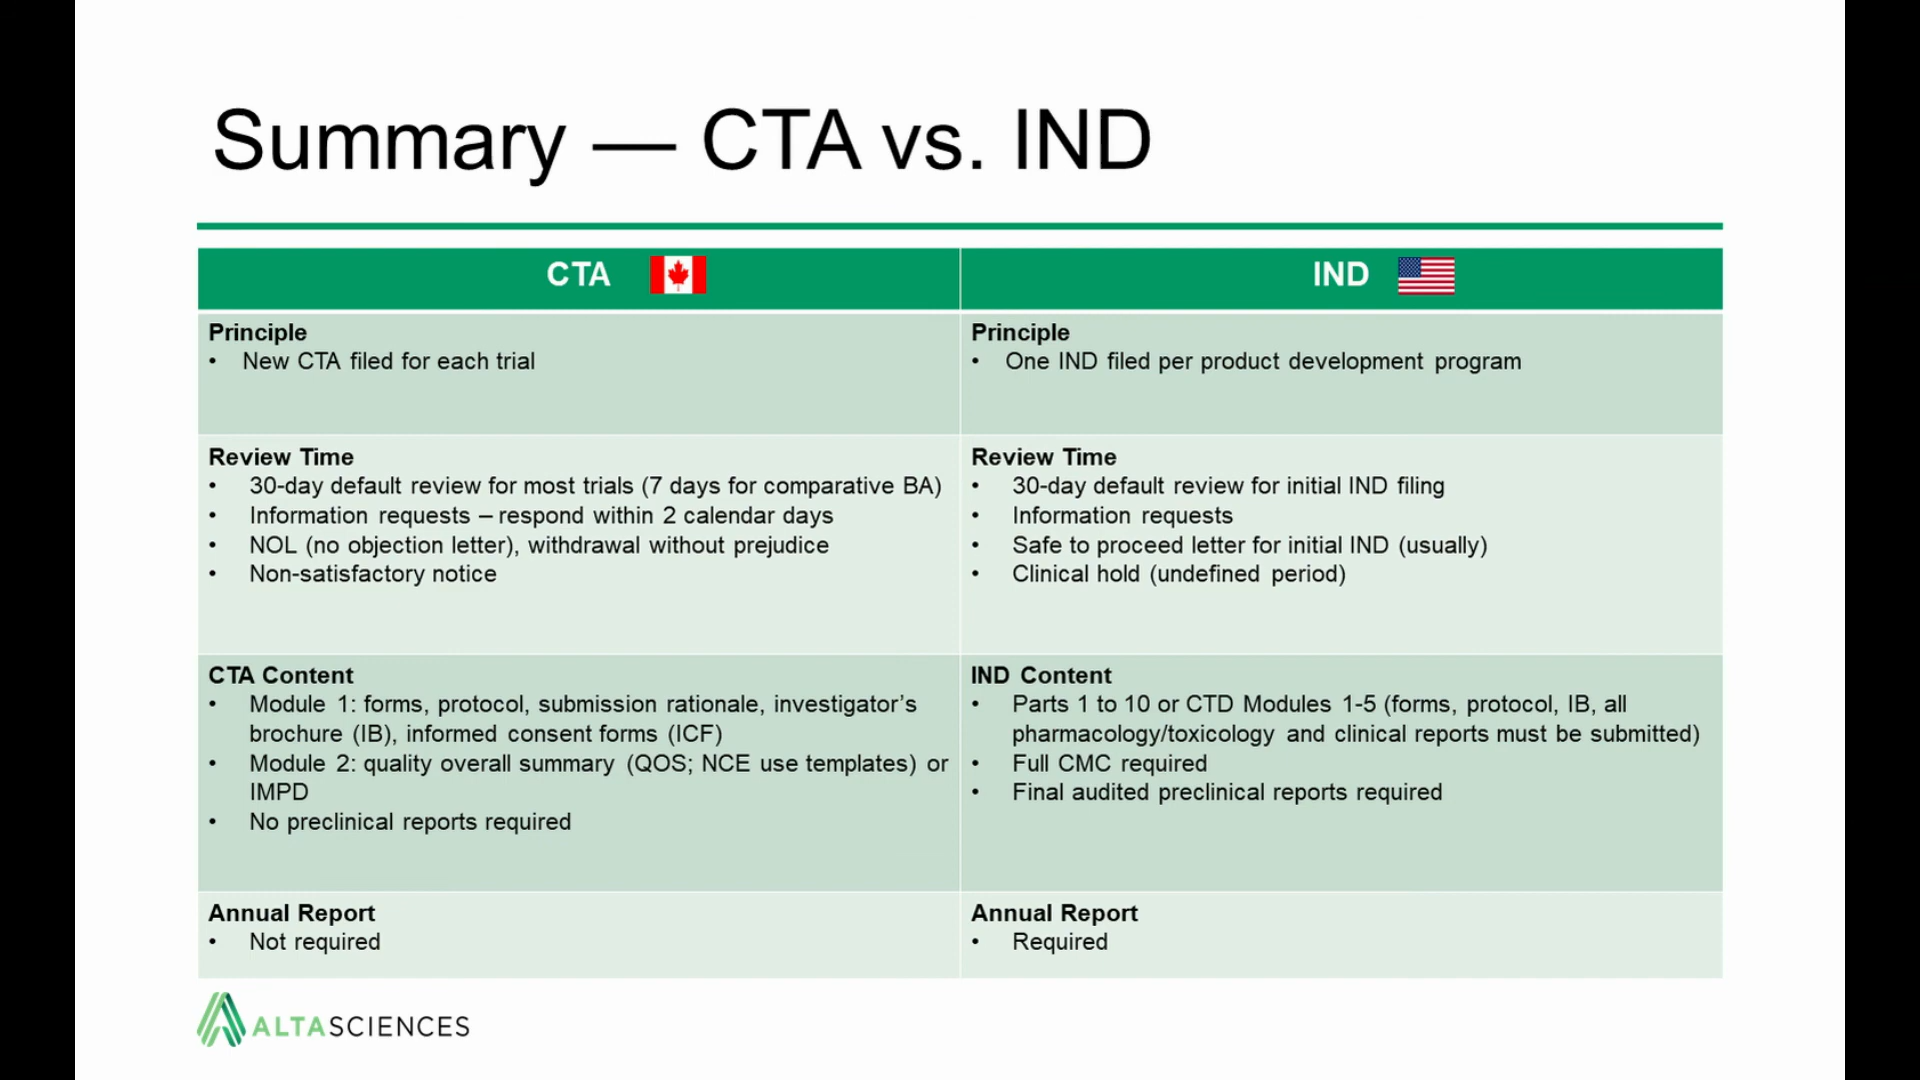 Summary — CTA vs. IND
CTA
IND
Principle
• New CTA filed for each trial
Principle
• One IND filed per product development program
Review Time
• 30-day default review for most trials (7 days for comparative BA)
• Information requests – respond within 2 calendar days
• NOL (no objection letter), withdrawal without prejudice
• Non-satisfactory notice
Review Time
• 30-day default review for initial IND filing
• Information requests
• Safe to proceed letter for initial IND (usually)
• Clinical hold (undefined period)
CTA Content
• Module 1: forms, protocol, submission rationale, investigator’s
brochure (IB), informed consent forms (ICF)
• Module 2: quality overall summary (QOS; NCE use templates) or
IMPD
• No preclinical reports required
IND Content
• Parts 1 to 10 or CTD Modules 1-5 (forms, protocol, IB, all
pharmacology/toxicology and clinical reports must be submitted)
• Full CMC required
• Final audited preclinical reports required
Annual Report
• Not required
Annual Report
• Required
ALTASCIENCES